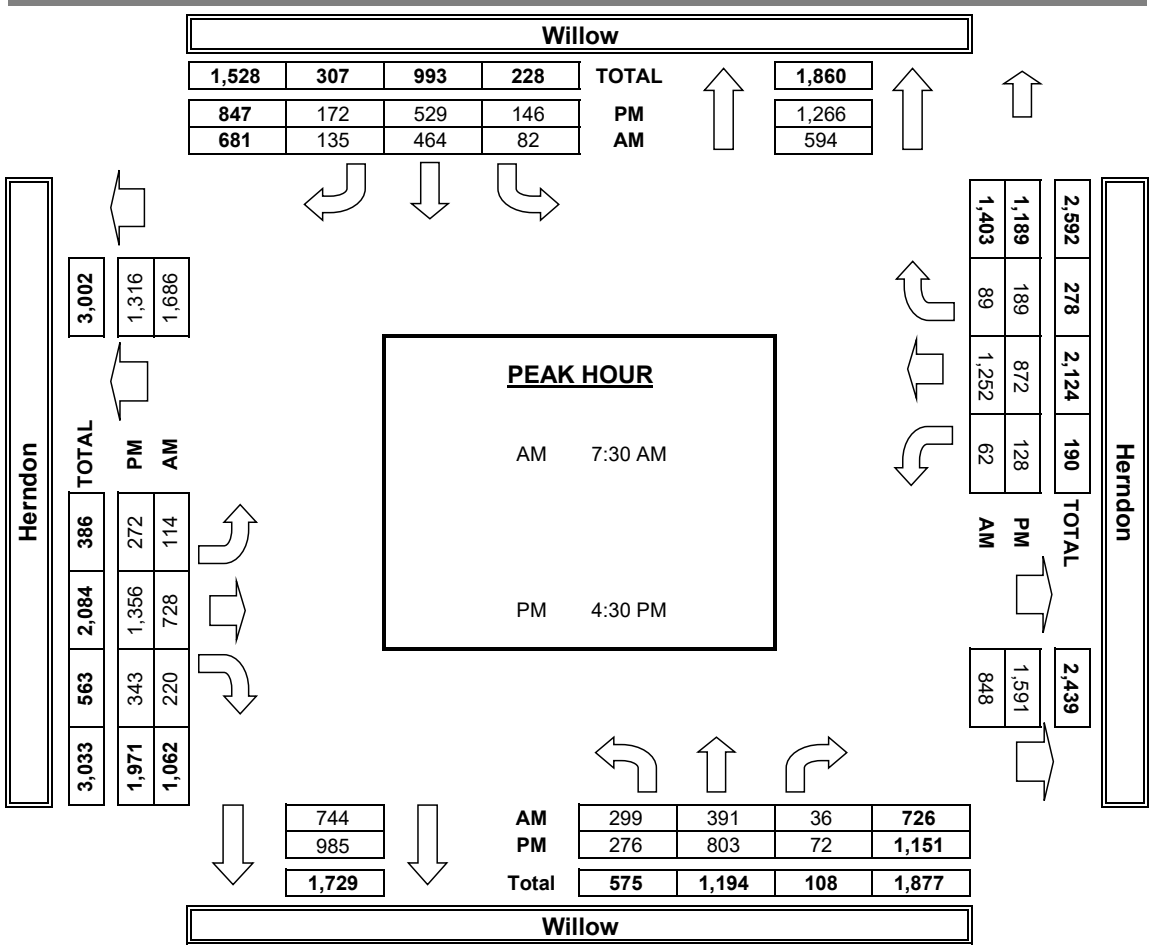 Willow
1,528 307 993 228 TOTAL 1,860
847 172 529 146 PM 1,266
681 135 464 82 AM 594
Herndon
3,002 1,316 1,686
TOTAL PM AM
386 272 114
2,084 1,356 728
563 343 220
3,033 1,971 1,062
PEAK HOUR
AM 7:30 AM
PM 4:30 PM
1,403 1,189 2,592
89 189 278
1,252 872 2,124
62 128 190
AM PM TOTAL
848 1,591 2,439
Herndon
744 AM 299 391 36 726
985 PM 276 803 72 1,151
1,729 Total 575 1,194 108 1,877
Willow